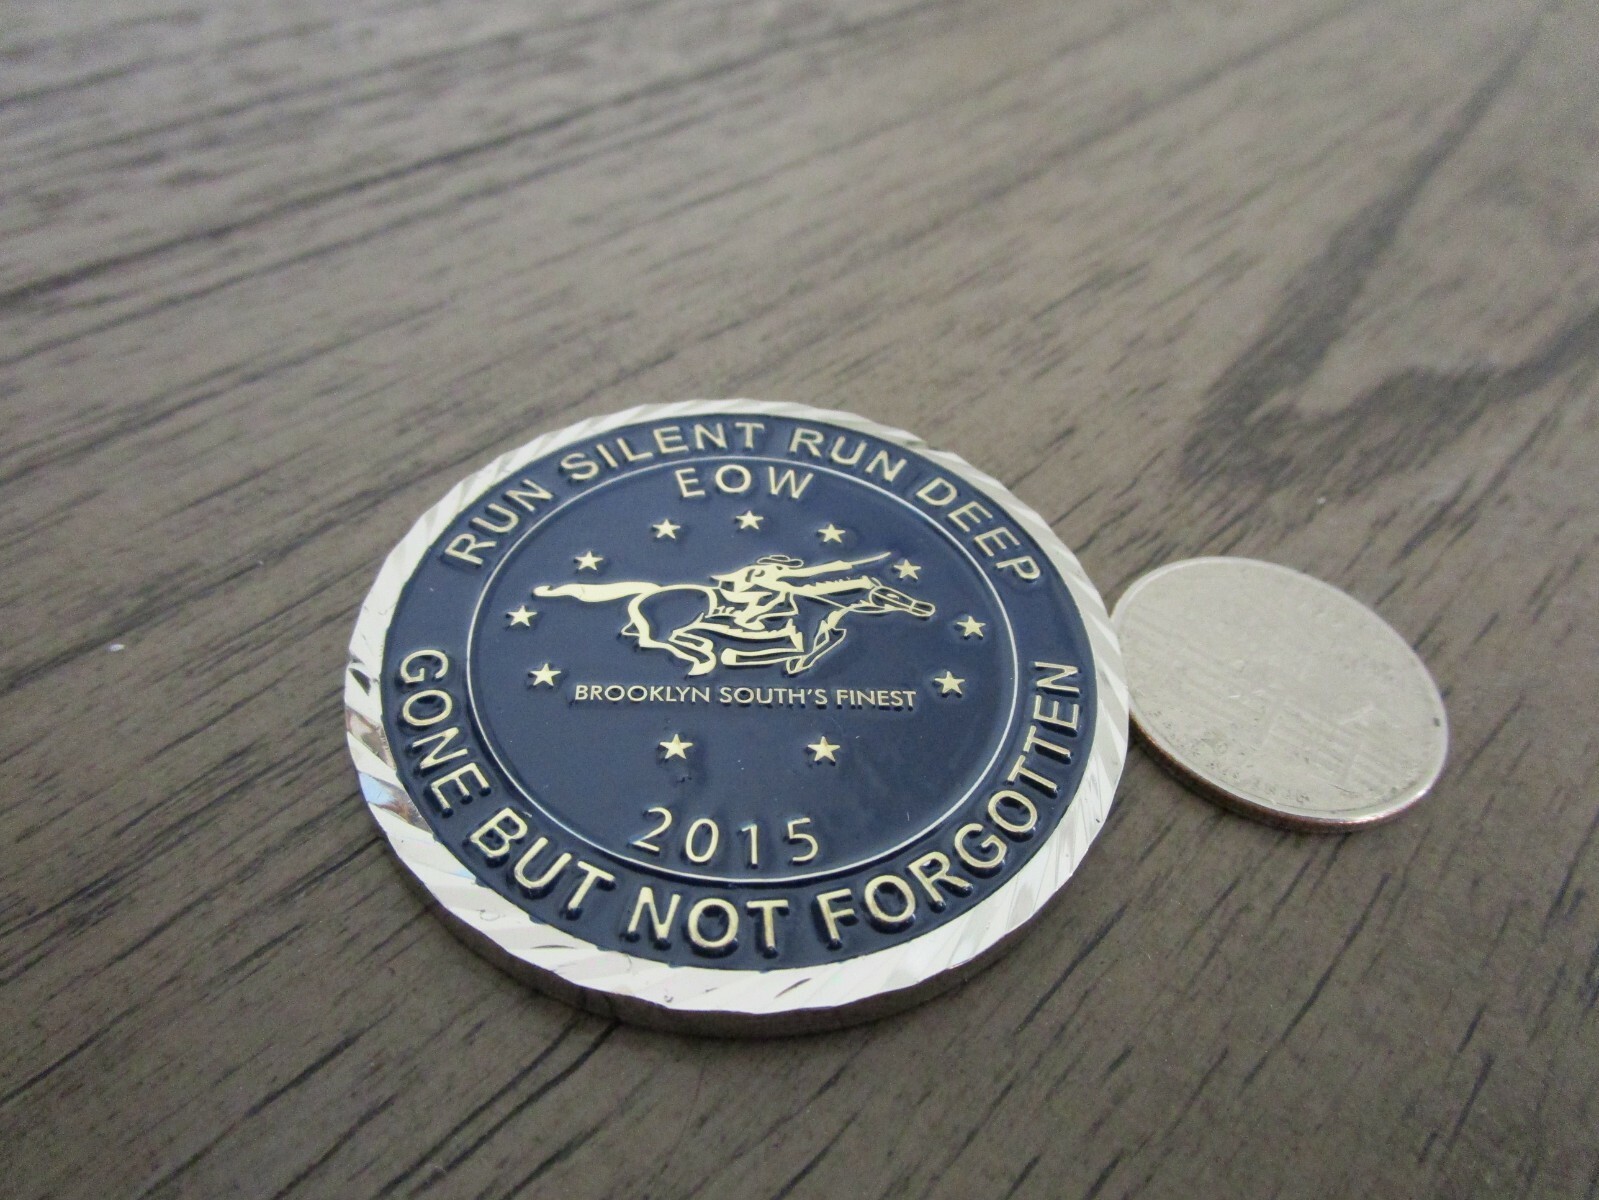 RUN SILENT RUN DEEP
EOW
BROOKLYN SOUTH'S FINEST
2015
GONE BUT NOT FORGOTTEN